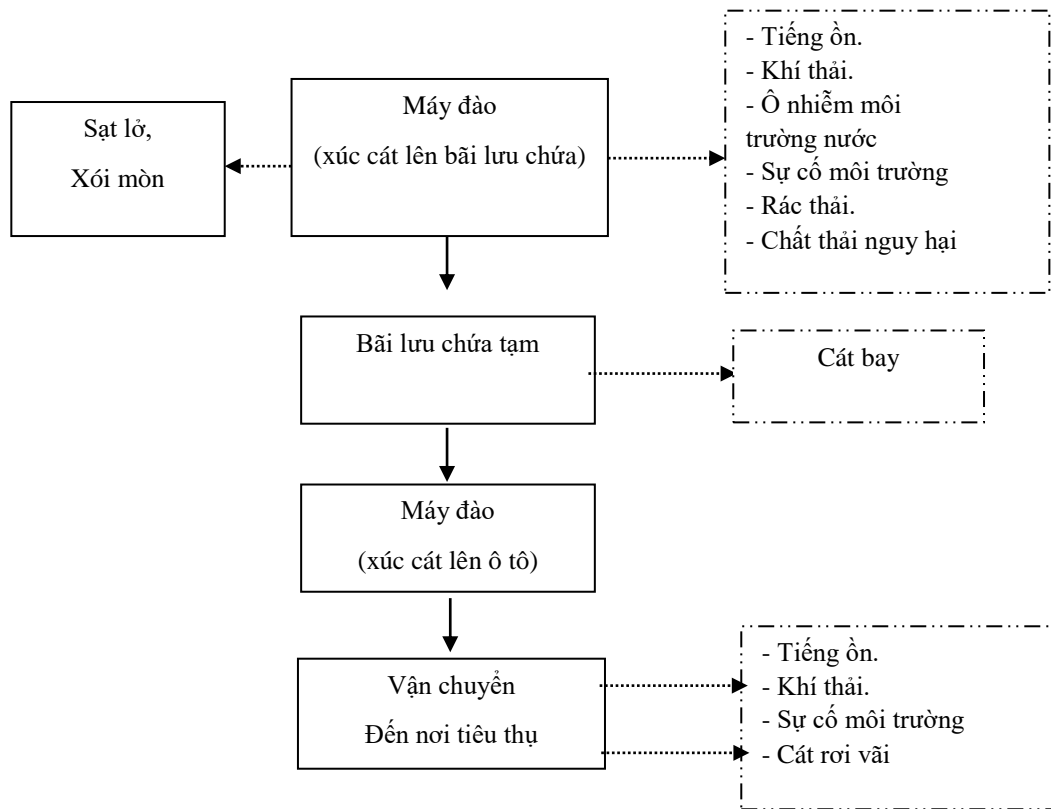 Sạt lở,
Xói mòn
Máy đào
(xúc cát lên bãi lưu chứa)
- Tiếng ồn.
- Khí thải.
- Ô nhiễm môi
trường nước
- Sự cố môi trường
- Rác thải.
- Chất thải nguy hại
Bãi lưu chứa tạm
Cát bay
Máy đào
(xúc cát lên ô tô)
Vận chuyển
Đến nơi tiêu thụ
- Tiếng ồn.
- Khí thải.
- Sự cố môi trường
- Cát rơi vãi